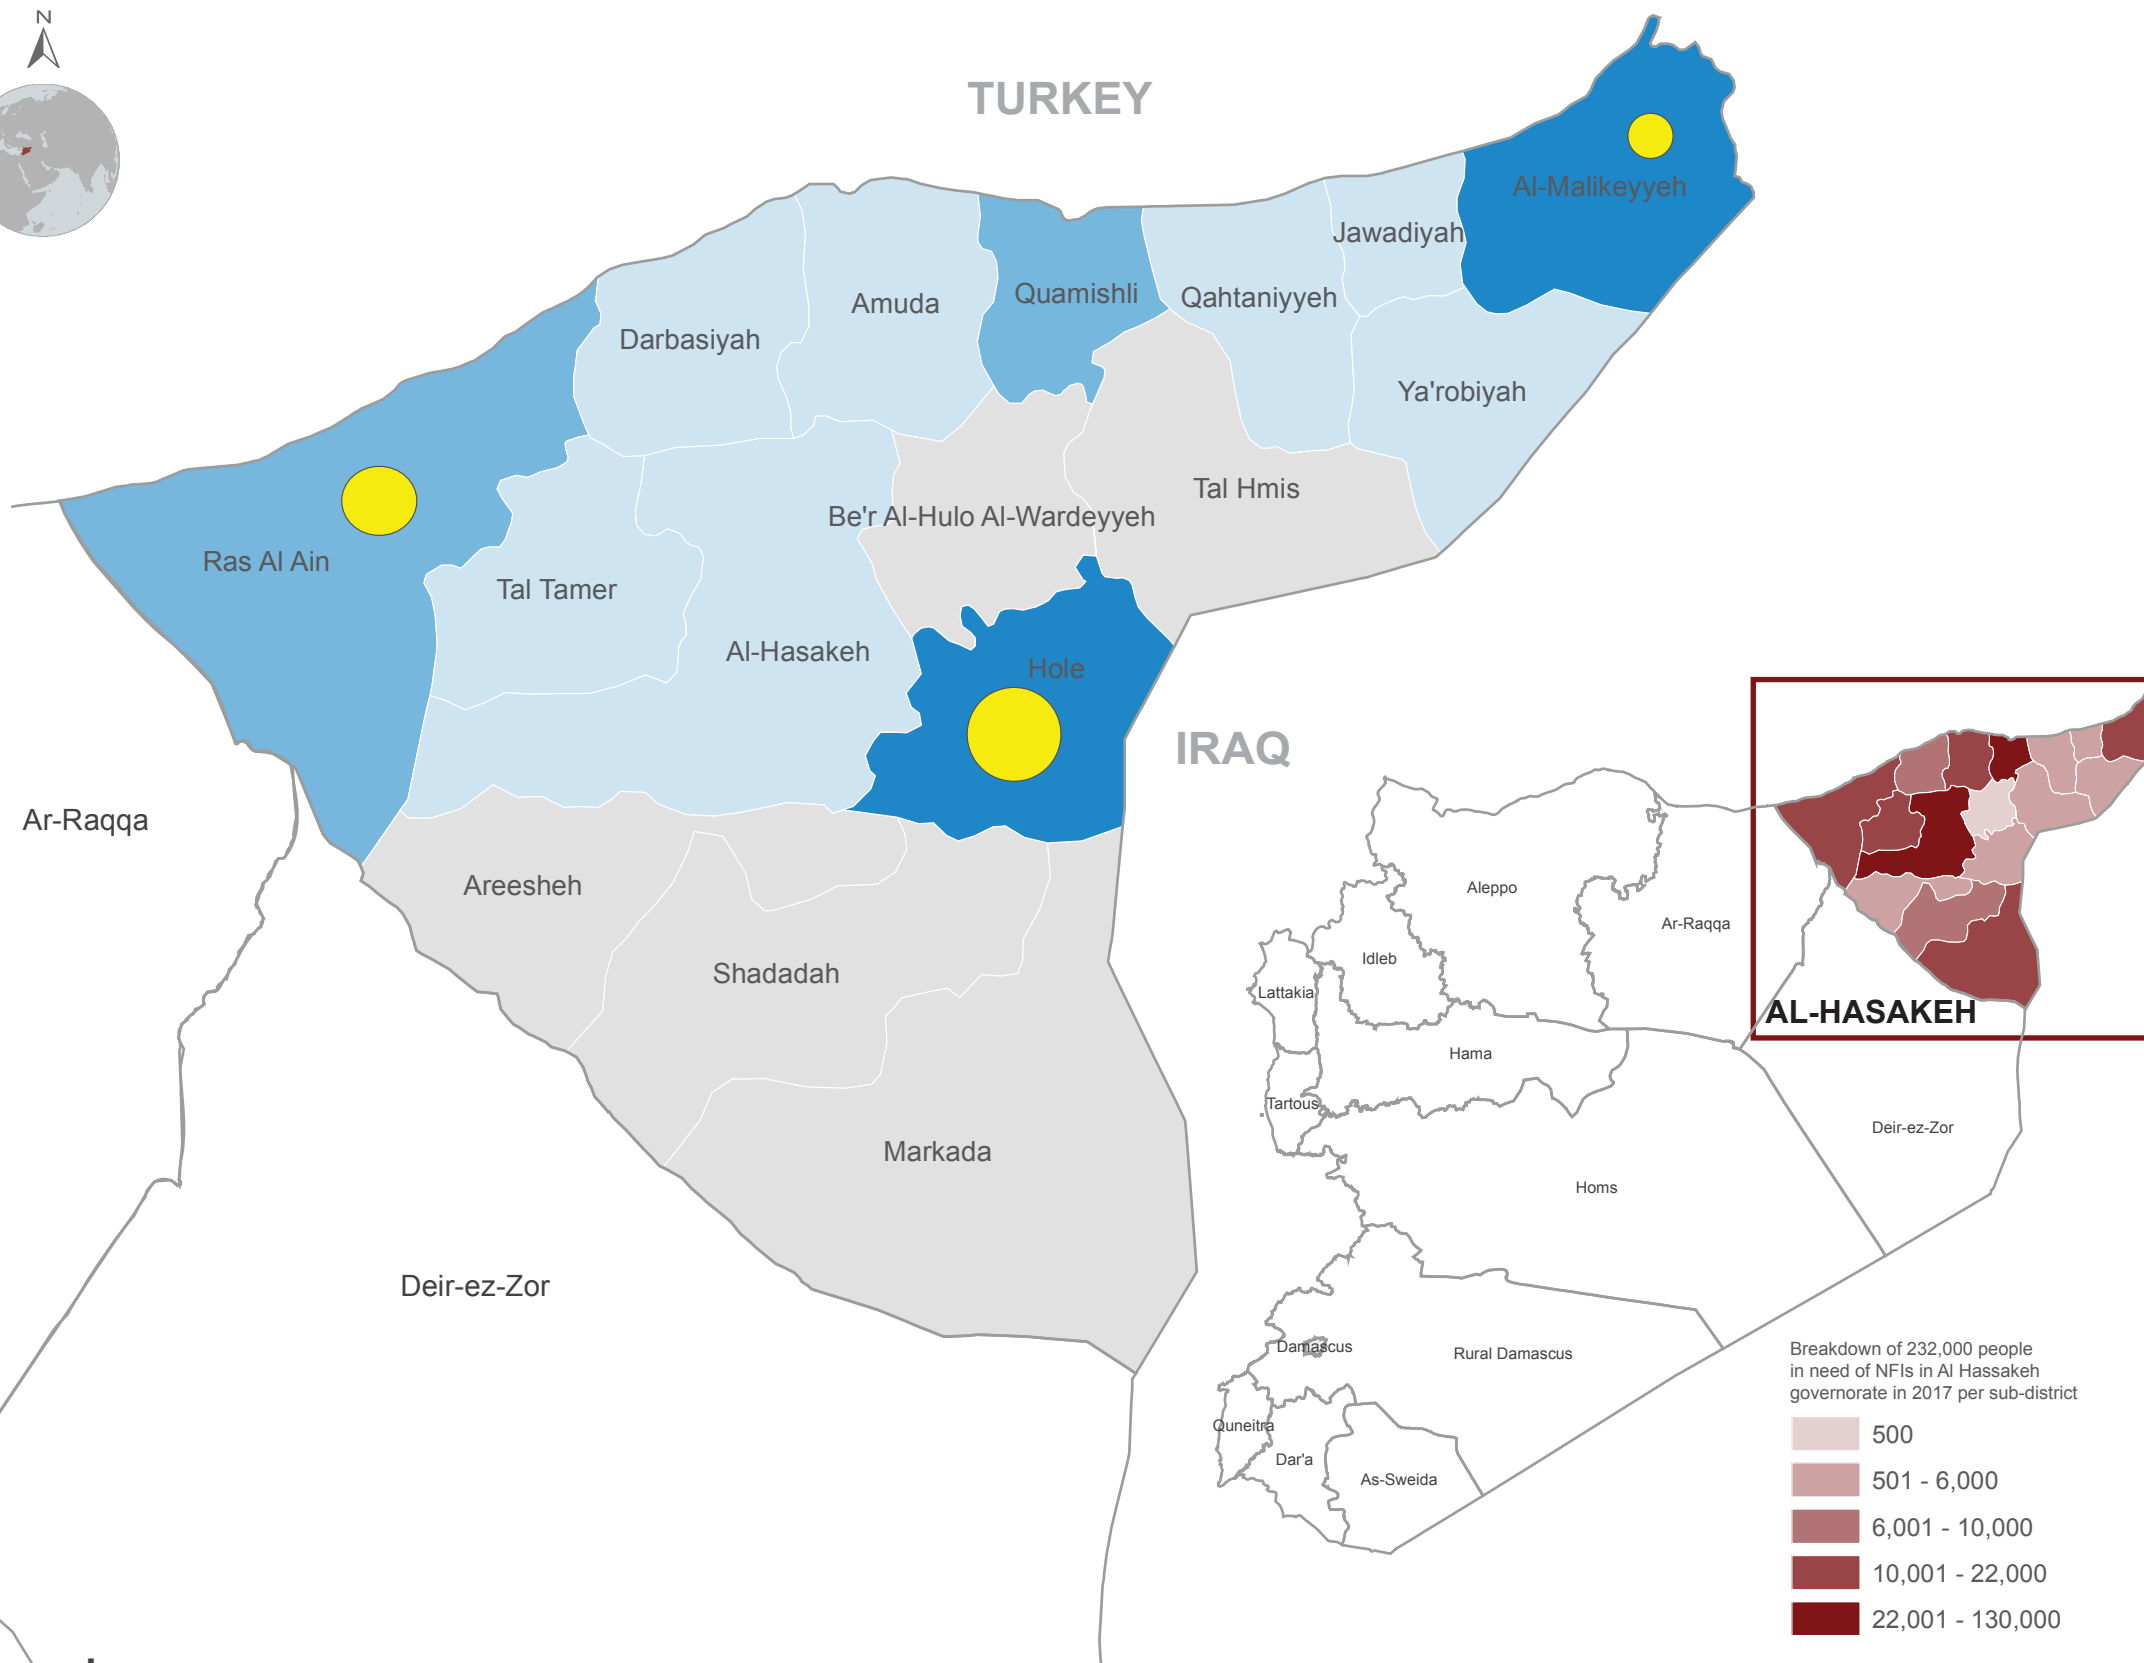 N
TURKEY
Al-Malikeyyeh
Jawadiyah
Quamishli
Qahtaniyyeh
Amuda
Darbasiyah
Ya'robiyah
Tal Hmis
Be'r Al-Hulo Al-Wardeyyeh
Ras Al Ain
Tal Tamer
Al-Hasakeh
Hole
IRAQ
Ar-Raqqa
Areesheh
Shadadah
Markada
Deir-ez-Zor
Aleppo
Ar-Raqqa
Idleb
Lattakia
AL-HASAKEH
Hama
Tartous
Deir-ez-Zor
Homs
Damascus
Rural Damascus
Quneitra
Dar'a
As-Sweida
Breakdown of 232,000 people
in need of NFIs in Al Hassakeh
governorate in 2017 per sub-district
500
501 - 6,000
6,001 - 10,000
10,001 - 22,000
22,001 - 130,000